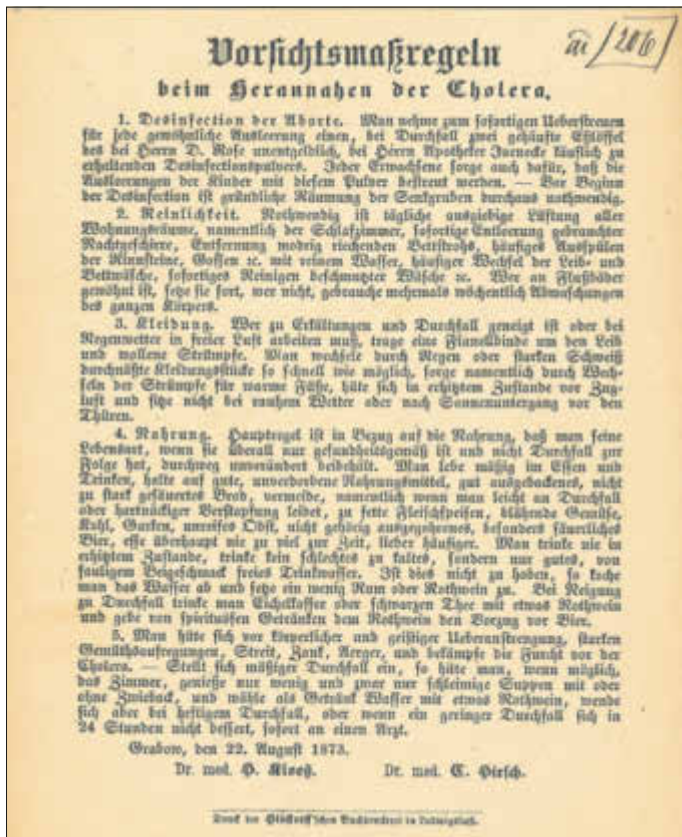 206
Vorsichtsmaßregeln
beim Herannahen der Cholera.
1. Desinfection der Aborte. Man nehme zum sofortigen Ueberstreuen
für jede gewöhnliche Ausleerung einen, bei Durchfall zwei gehäufte Eßlöffel
des bei Herrn D. Rose unentgeldlich, bei Herrn Apotheker Jaenecke käuflich zu
erhaltenden Desinfectionspulvers. Jeder Erwachsene sorge auch dafür, daß die
Ausleerungen der Kinder mit diesem Pulver bestreut werden. — Vor Beginn
der Desinfection ist gründliche Räumung der Senkgruben durchaus nothwendig.
2. Reinlichkeit. Nothwendig ist tägliche ausgiebige Lüftung aller
Wohnungsräume, namentlich der Schlafzimmer, sofortige Entleerung gebrauchter
Nachtgeschirre, Entfernung modrig riechenden Bettstrohs, häufiges Ausspülen
der Rinnsteine, Gossen ꝛc. mit reinem Wasser, häufiger Wechsel der Leib- und
Bettwäsche, sofortiges Reinigen beschmutzter Wäsche ꝛc. Wer an Flußbäder
gewöhnt ist, setze sie fort, wer nicht, gebrauche mehrmals wöchentlich Abwaschungen
des ganzen Körpers.
3. Kleidung. Wer zu Erkältungen und Durchfall geneigt ist oder bei
Regenwetter in freier Luft arbeiten muß, trage eine Flanellbinde um den Leib
und wollene Strümpfe. Man wechsele durch Regen oder starken Schweiß
durchnäßte Kleidungsstücke so schnell wie möglich, sorge namentlich durch Wech-
seln der Strümpfe für warme Füße, hüte sich in erhitztem Zustande vor Zug-
luft und sitze nicht bei rauhem Wetter oder nach Sonnenuntergang vor den
Thüren.
4. Nahrung. Hauptregel ist in Bezug auf die Nahrung, daß man seine
Lebensart, wenn sie überall nur gesundheitsgemäß ist und nicht Durchfall zur
Folge hat, durchweg unverändert beibehält. Man lebe mäßig im Essen und
Trinken, halte auf gute, unverdorbene Nahrungsmittel, gut ausgebackenes, nicht
zu stark gesäuertes Brod, vermeide, namentlich wenn man leicht an Durchfall
oder hartnäckiger Verstopfung leidet, zu fette Fleischspeisen, blähende Gemüse,
Kohl, Gurken, unreifes Obst, nicht gehörig ausgegohrenes, besonders säuerliches
Bier, esse überhaupt nie zu viel zur Zeit, lieber häufiger. Man trinke nie in
erhitztem Zustande, trinke kein schlechtes zu kaltes, sondern nur gutes, von
fauligem Beigeschmack freies Trinkwasser. Ist dies nicht zu haben, so koche
man das Wasser ab und setze ein wenig Rum oder Rothwein zu. Bei Neigung
zu Durchfall trinke man Eichelkaffee oder schwarzen Thee mit etwas Rothwein
und gebe von spirituösen Getränken dem Rothwein den Vorzug vor Bier.
5. Man hüte sich vor körperlicher und geistiger Ueberanstrengung, starken
Gemüthsaufregungen, Streit, Zank, Aerger, und bekämpfe die Furcht vor der
Cholera. — Stellt sich mäßiger Durchfall ein, so hüte man, wenn möglich,
das Zimmer, genieße nur wenig und zwar nur schleimige Suppen mit oder
ohne Zwieback, und wähle als Getränk Wasser mit etwas Rothwein, wende
sich aber bei heftigem Durchfall, oder wenn ein geringer Durchfall sich in
24 Stunden nicht bessert, sofort an einen Arzt.
Grabow, den 22. August 1873.
Dr. med. C. Hirsch.
Druck der Buchdruckerei in Ludwigslust.